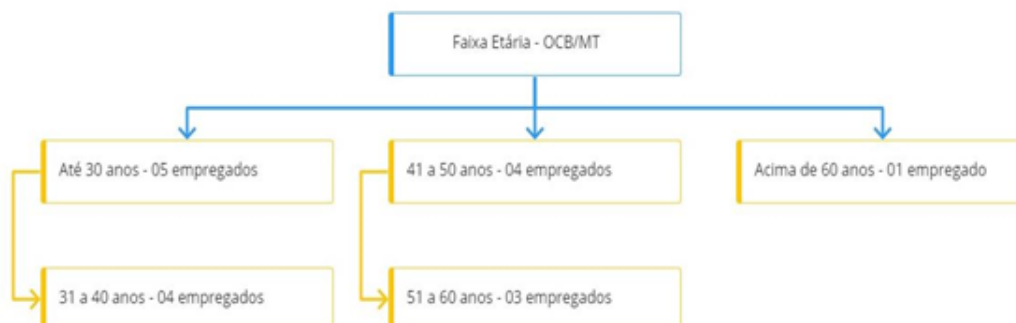 Faixa Etária - OCB/MT
Até 30 anos - 05 empregados
41 a 50 anos - 04 empregados
Acima de 60 anos - 01 empregado
31 a 40 anos - 04 empregados
51 a 60 anos - 03 empregados